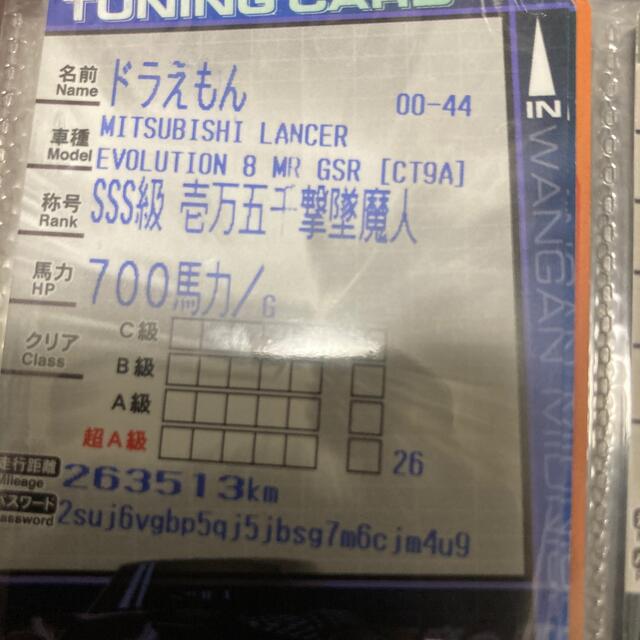 TUNING CARD
名前
Name
ドラえもん
00-44
IN
車種
Model
MITSUBISHI LANCER
EVOLUTION 8 MR GSR [CT9A]
称号
Rank
SSS級 壱万五千撃墜魔人
馬力
HP
700馬力/G
クリア
Class
C級
B級
A級
超A級
26
走行距離
Mileage
263513km
パスワード
Password
2suj6vgbp5qj5jbsg7m6cjm4u9
WANGAN MIDNIGHT